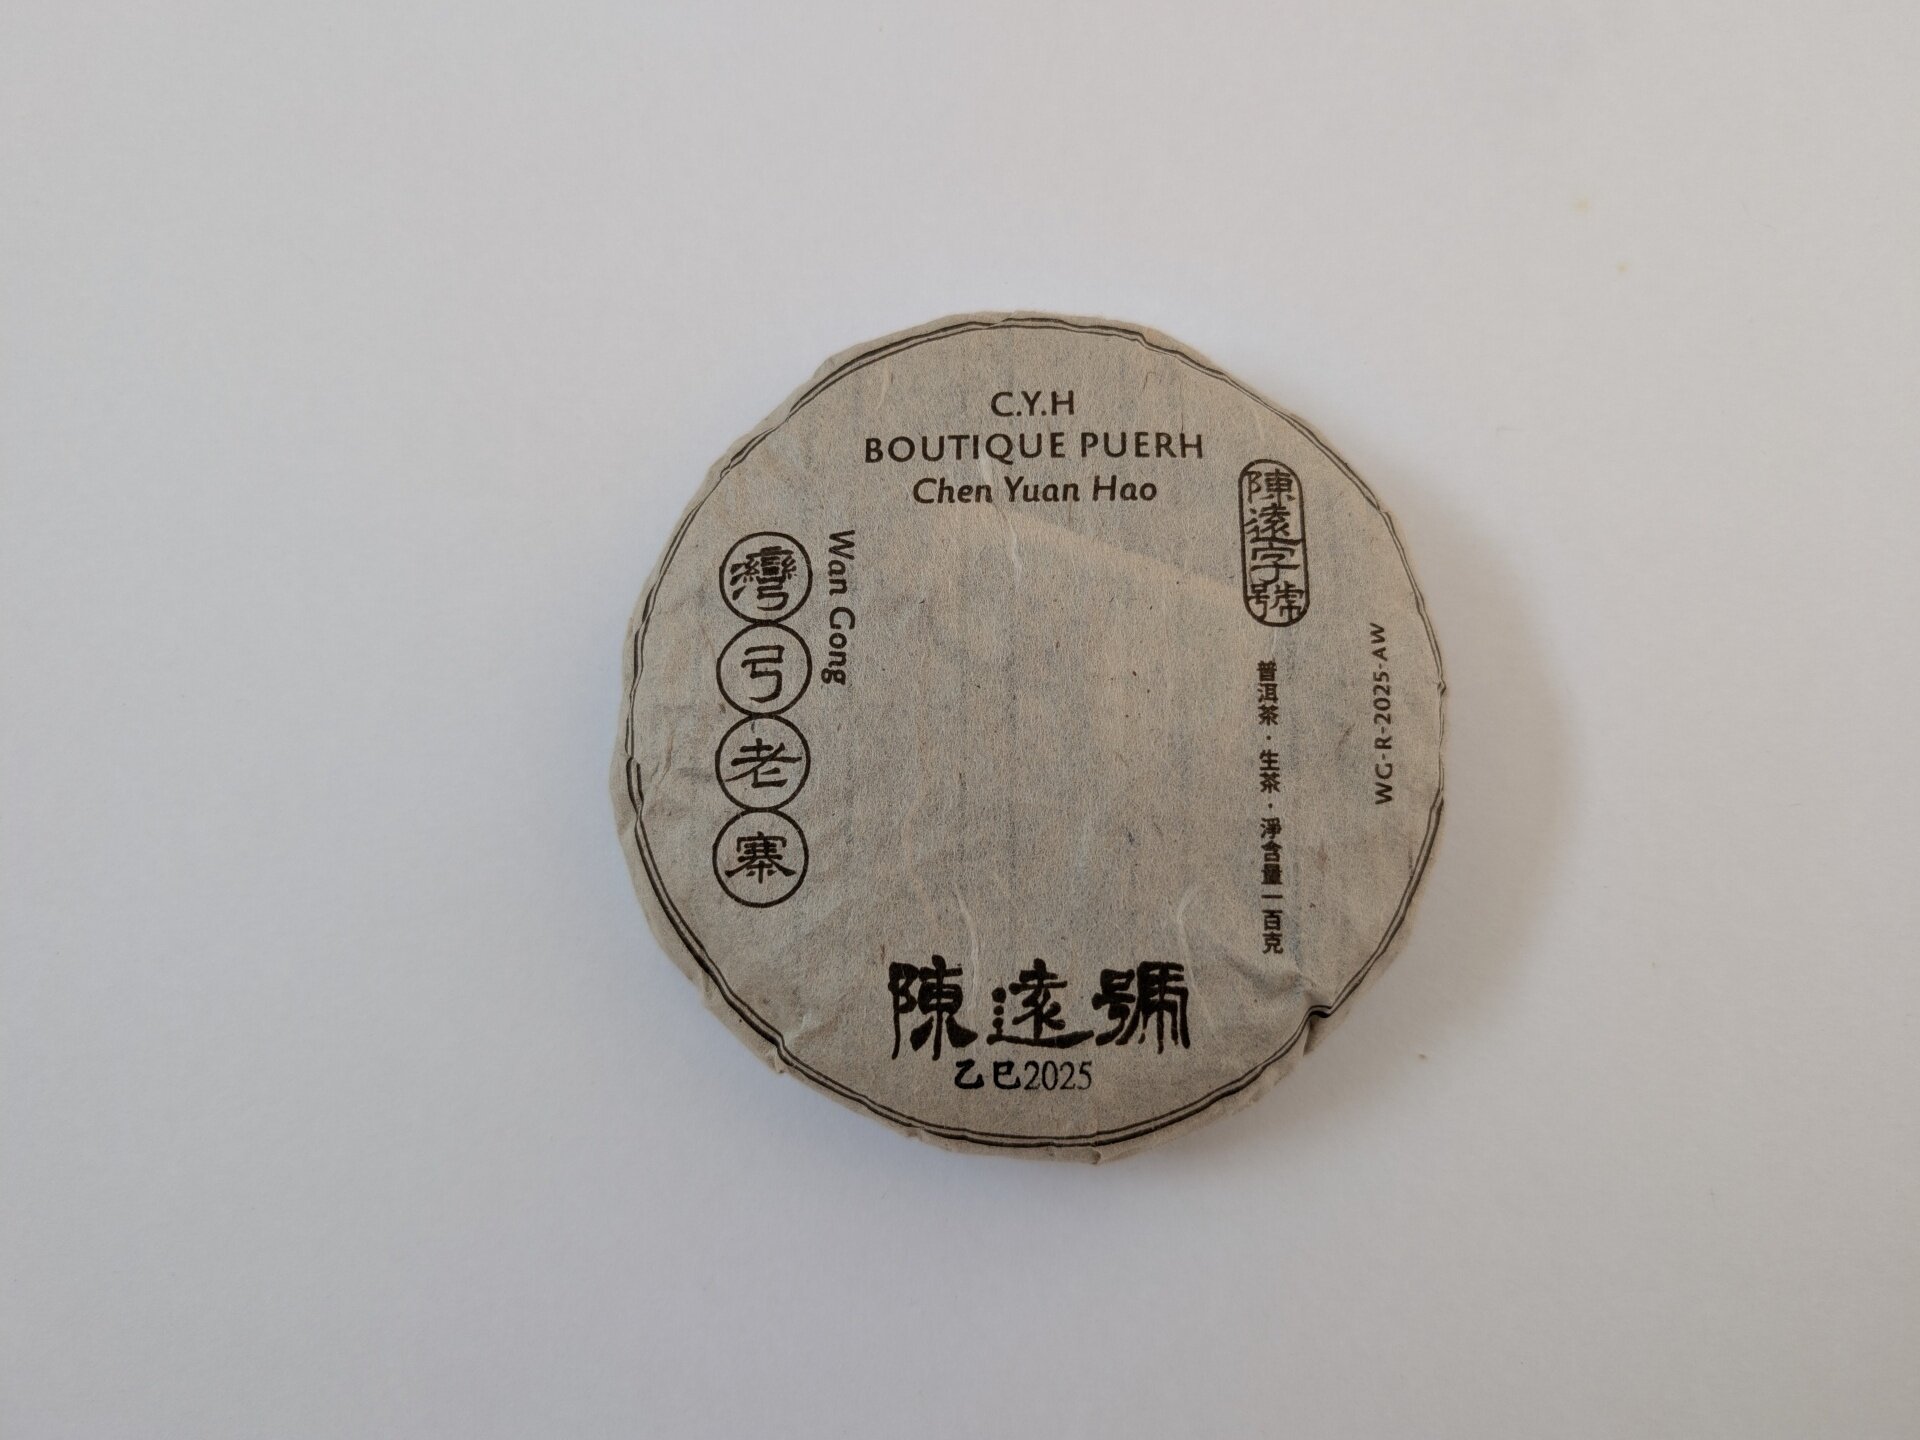 C.Y.H
BOUTIQUE PUERH
Chen Yuan Hao
陳遠字號
Wan Gong
灣弓老寨
普洱茶·生茶·淨含量一百克
WG-R-2025-AW
陳遠號
乙巳2025